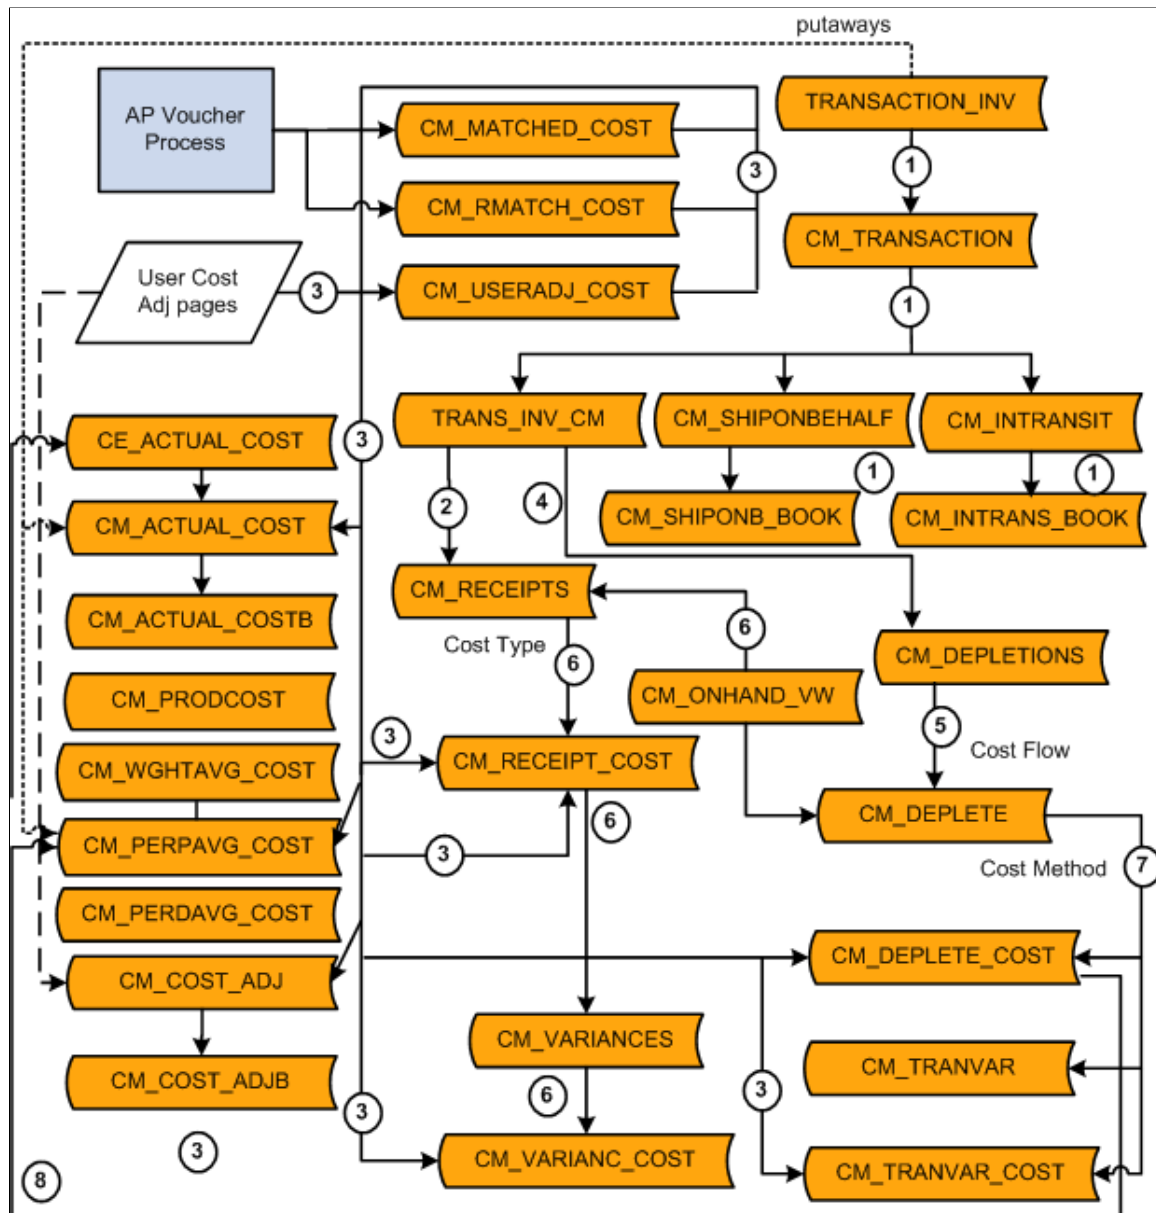 putaways
AP Voucher
Process
CM_MATCHED_COST
TRANSACTION_INV
3
1
CM_RMATCH_COST
CM_TRANSACTION
User Cost
Adj pages
3
CM_USERADJ_COST
1
CE_ACTUAL_COST
3
TRANS_INV_CM
CM_SHIPONBEHALF
CM_INTRANSIT
2
4
1
1
CM_ACTUAL_COST
CM_SHIPONB_BOOK
CM_INTRANS_BOOK
CM_RECEIPTS
CM_ACTUAL_COSTB
Cost Type
6
6
CM_DEPLETIONS
CM_PRODCOST
CM_ONHAND_VW
5
Cost Flow
3
CM_RECEIPT_COST
CM_WGHTAVG_COST
6
CM_DEPLETE
CM_PERPAVG_COST
3
Cost Method
7
CM_PERDAVG_COST
CM_DEPLETE_COST
CM_COST_ADJ
CM_VARIANCES
CM_TRANVAR
CM_COST_ADJB
6
3
3
3
CM_VARIANC_COST
CM_TRANVAR_COST
8